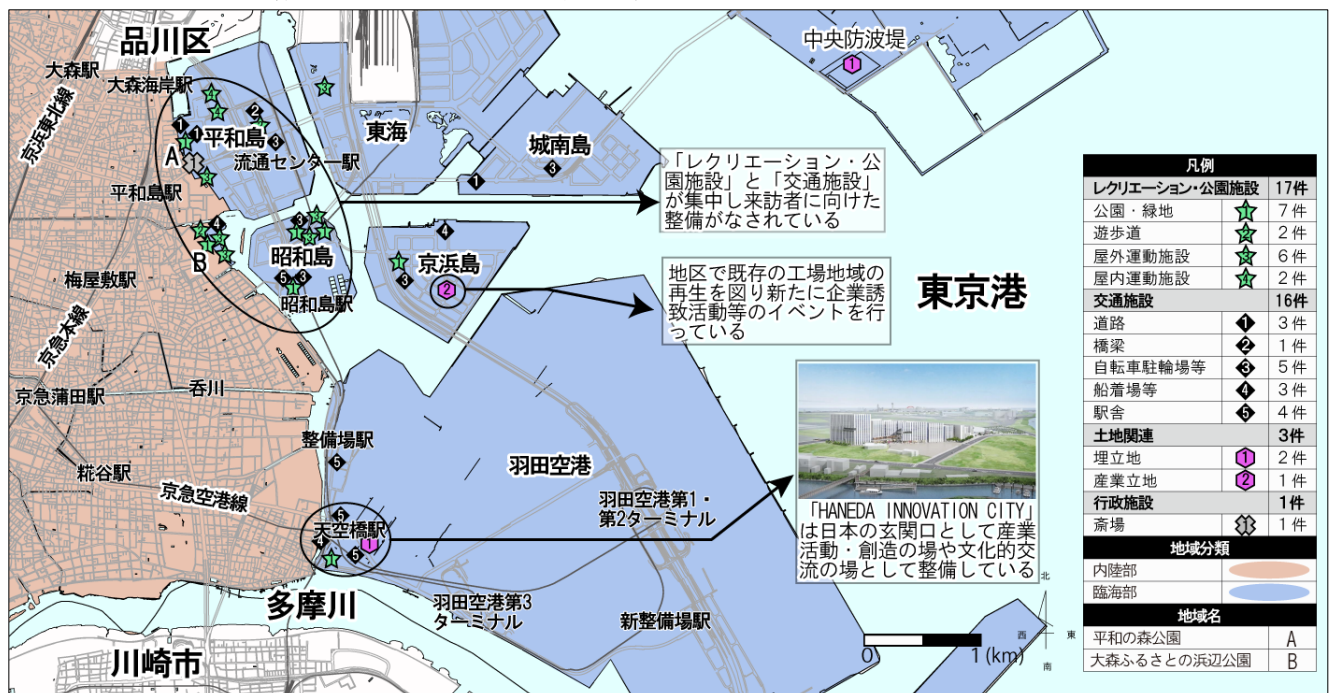 品川区
大森駅
大森海岸駅
京浜東北線
平和島
A
流通センター駅
平和島駅
B
昭和島
昭和島駅
梅屋敷駅
京急本線
京急蒲田駅
呑川
糀谷駅
京急空港線
整備場駅
天空橋駅
多摩川
川崎市
東海
城南島
京浜島
中央防波堤
東京港
羽田空港
羽田空港第1・
第2ターミナル
羽田空港第3
ターミナル
新整備場駅
「レクリエーション・公
園施設」と「交通施設」
が集中し来訪者に向けた
整備がなされている
地区で既存の工場地域の
再生を図り新たに企業誘
致活動等のイベントを行
っている
「HANEDA INNOVATION CITY」
は日本の玄関口として産業
活動・創造の場や文化的交
流の場として整備している
北
西 東
南
0 1(km)
凡例
レクリエーション・公園施設 17件
公園・緑地 1 7件
遊歩道 2 2件
屋外運動施設 3 6件
屋内運動施設 1 2件
交通施設 16件
道路 1 3件
橋梁 2 1件
自転車駐輪場等 3 5件
船着場等 4 3件
駅舎 5 4件
土地関連 3件
埋立地 1 2件
産業立地 2 1件
行政施設 1件
斎場 1 1件
地域分類
内陸部
臨海部
地域名
平和の森公園 A
大森ふるさとの浜辺公園 B